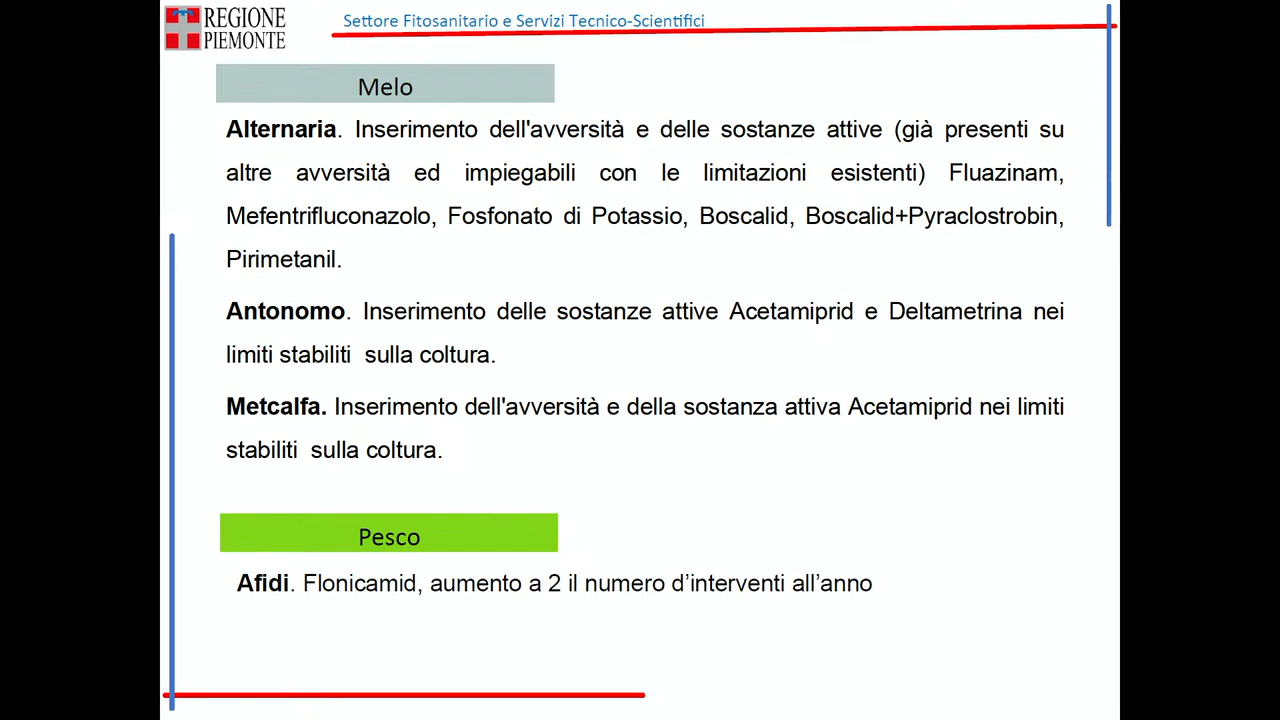 REGIONE
PIEMONTE
Settore Fitosanitario e Servizi Tecnico-Scientifici
Melo
Alternaria. Inserimento dell'avversità e delle sostanze attive (già presenti su
altre avversità ed impiegabili con le limitazioni esistenti) Fluazinam,
Mefentrifluconazolo, Fosfonato di Potassio, Boscalid, Boscalid+Pyraclostrobin,
Pirimetanil.
Antonomo. Inserimento delle sostanze attive Acetamiprid e Deltametrina nei
limiti stabiliti sulla coltura.
Metcalfa. Inserimento dell'avversità e della sostanza attiva Acetamiprid nei limiti
stabiliti sulla coltura.
Pesco
Afidi. Flonicamid, aumento a 2 il numero d’interventi all’anno